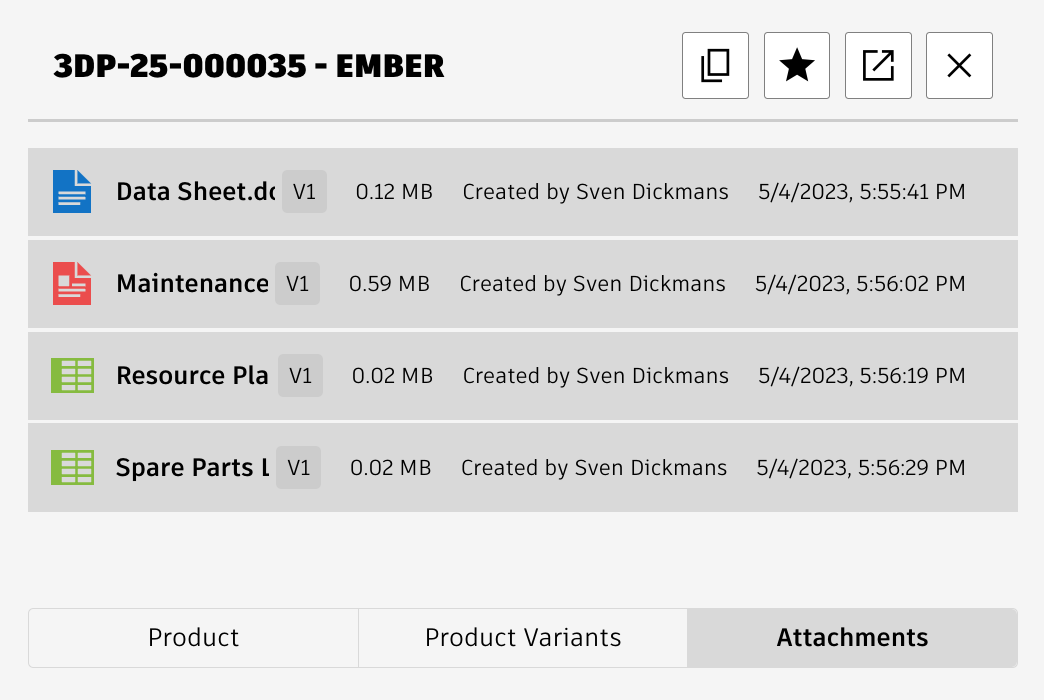 3DP-25-000035 - EMBER
Data Sheet.do V1 0.12 MB Created by Sven Dickmans 5/4/2023, 5:55:41 PM
Maintenance V1 0.59 MB Created by Sven Dickmans 5/4/2023, 5:56:02 PM
Resource Pla V1 0.02 MB Created by Sven Dickmans 5/4/2023, 5:56:19 PM
Spare Parts L V1 0.02 MB Created by Sven Dickmans 5/4/2023, 5:56:29 PM
Product Product Variants Attachments